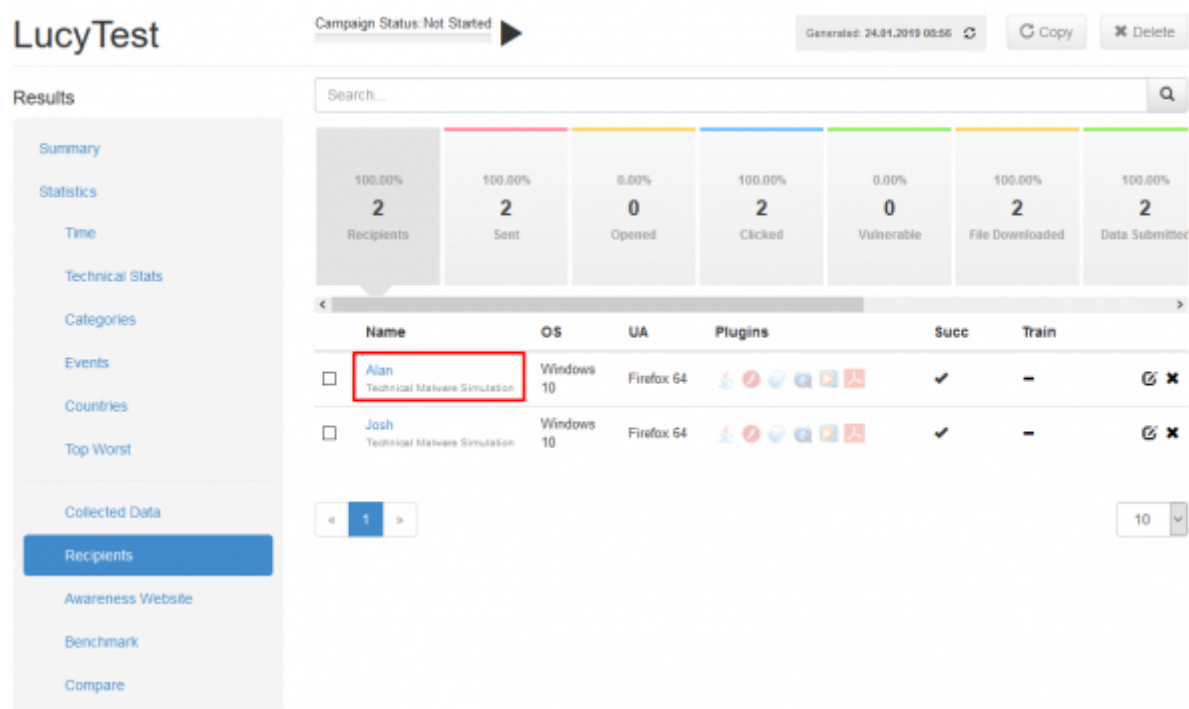 LucyTest
Campaign Status: Not Started
Generated: 24.01.2019 08:56
Copy
Delete
Results
Search...
Summary
Statistics
Time
Technical Stats
Categories
Events
Countries
Top Worst
Collected Data
Recipients
Awareness Website
Benchmark
Compare
100.00% 100.00% 0.00% 100.00% 0.00% 100.00% 100.00%
2 2 0 2 0 2 2
Recipients Sent Opened Clicked Vulnerable File Downloaded Data Submitted
Name OS UA Plugins Succ Train
Alan Windows 10 Firefox 64
Technical Malware Simulation
Josh Windows 10 Firefox 64
Technical Malware Simulation
« 1 »
10